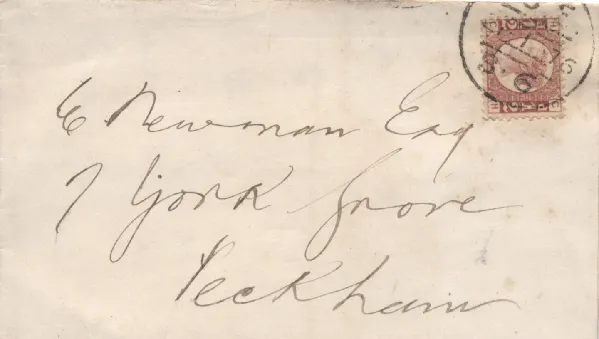 C Newman Esq
7 York Grove
Peckham